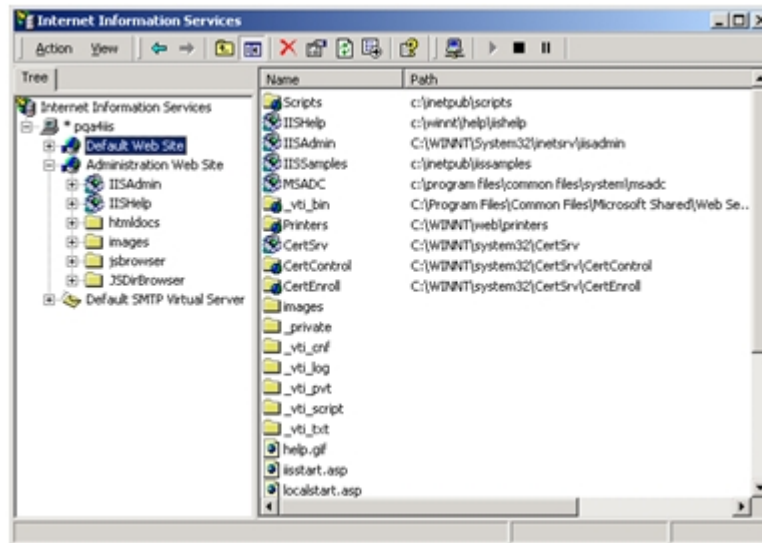 Internet Information Services
Action View
Tree
Internet Information Services
* pqa4iis
Default Web Site
Administration Web Site
IISAdmin
IISHelp
htmldocs
images
jsbrowser
JSDirBrowser
Default SMTP Virtual Server
Name Path
Scripts c:\inetpub\scripts
IISHelp c:\winnt\help\iishelp
IISAdmin C:\WINNT\System32\inetsrv\iisadmin
IISSamples c:\inetpub\iissamples
MSADC c:\program files\common files\system\msadc
_vti_bin C:\Program Files\Common Files\Microsoft Shared\Web Se...
Printers C:\WINNT\web\printers
CertSrv C:\WINNT\system32\CertSrv
CertControl C:\WINNT\system32\CertSrv\CertControl
CertEnroll C:\WINNT\system32\CertSrv\CertEnroll
images
_private
_vti_cnf
_vti_log
_vti_pvt
_vti_script
_vti_txt
help.gif
iisstart.asp
localstart.asp